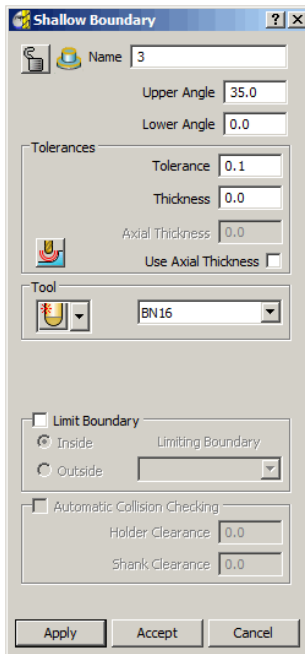 Shallow Boundary
Name 3
Upper Angle 35.0
Lower Angle 0.0
Tolerances
Tolerance 0.1
Thickness 0.0
Axial Thickness 0.0
Use Axial Thickness
Tool
BN16
Limit Boundary
Inside Limiting Boundary
Outside
Automatic Collision Checking
Holder Clearance 0.0
Shank Clearance 0.0
Apply Accept Cancel